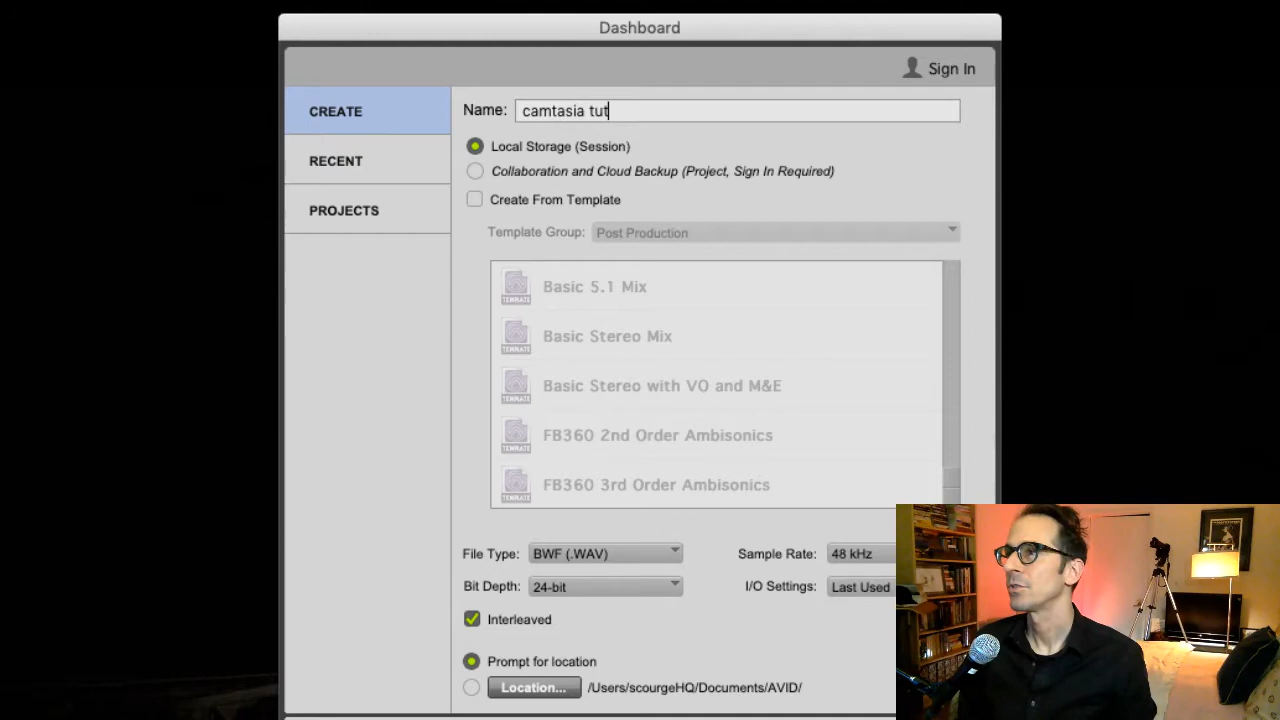 Dashboard
Sign In
CREATE
RECENT
PROJECTS
Name: camtasia tut
Local Storage (Session)
Collaboration and Cloud Backup (Project, Sign In Required)
Create From Template
Template Group: Post Production
Basic 5.1 Mix
Basic Stereo Mix
Basic Stereo with VO and M&E
FB360 2nd Order Ambisonics
FB360 3rd Order Ambisonics
File Type: BWF (.WAV) Sample Rate: 48 kHz
Bit Depth: 24-bit I/O Settings: Last Used
Interleaved
Prompt for location
Location... /Users/scourgeHQ/Documents/AVID/